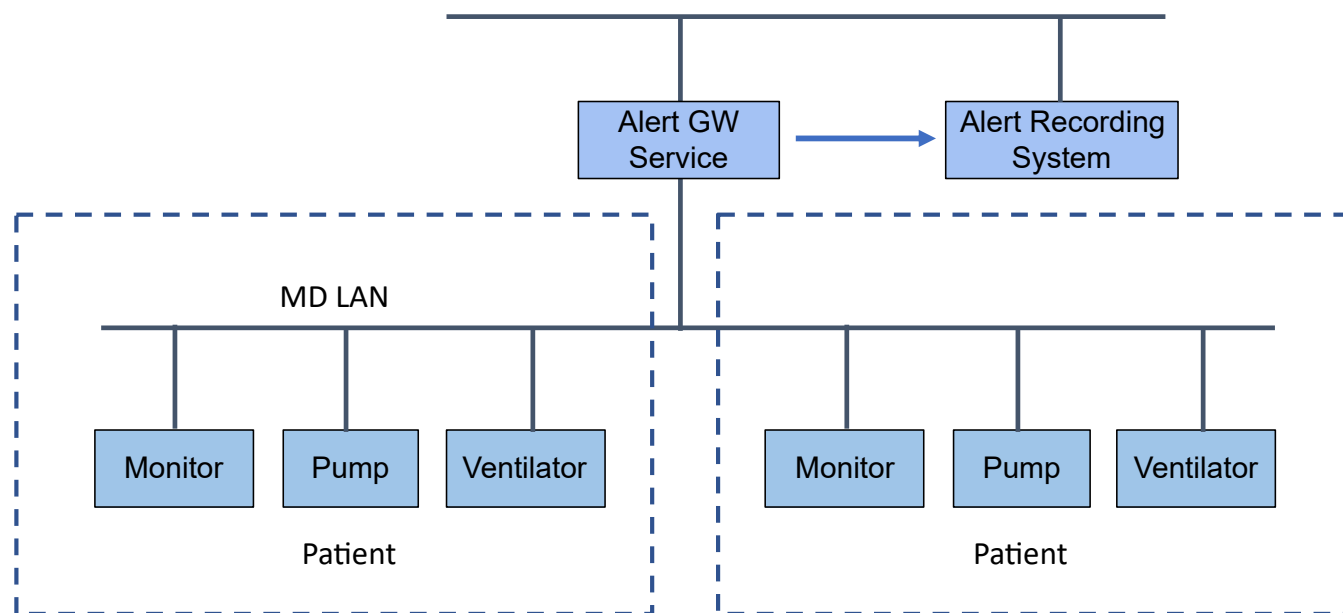 Alert GW
Service
Alert Recording
System
MD LAN
Monitor
Pump
Ventilator
Monitor
Pump
Ventilator
Patient
Patient